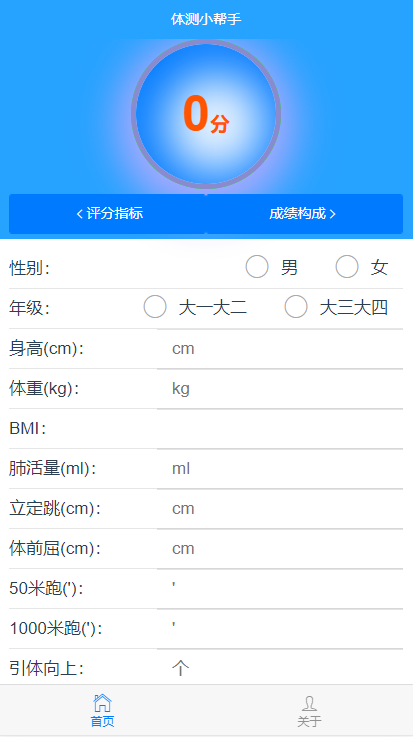 体测小帮手
0分
评分指标 成绩构成
性别： 男 女
年级： 大一大二 大三大四
身高(cm)： cm
体重(kg)： kg
BMI：
肺活量(ml)： ml
立定跳(cm)： cm
体前屈(cm)： cm
50米跑(')： '
1000米跑(')： '
引体向上： 个
首页 关于